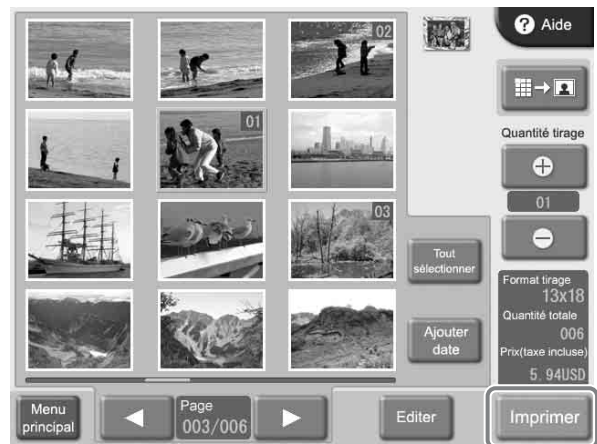 02
Aide
Quantité tirage
01
01
03
Tout
sélectionner
Format tirage
13x18
Quantité totale
006
Prix(taxe incluse)
5.94USD
Ajouter
date
Menu
principal
Page
003/006
Editer
Imprimer